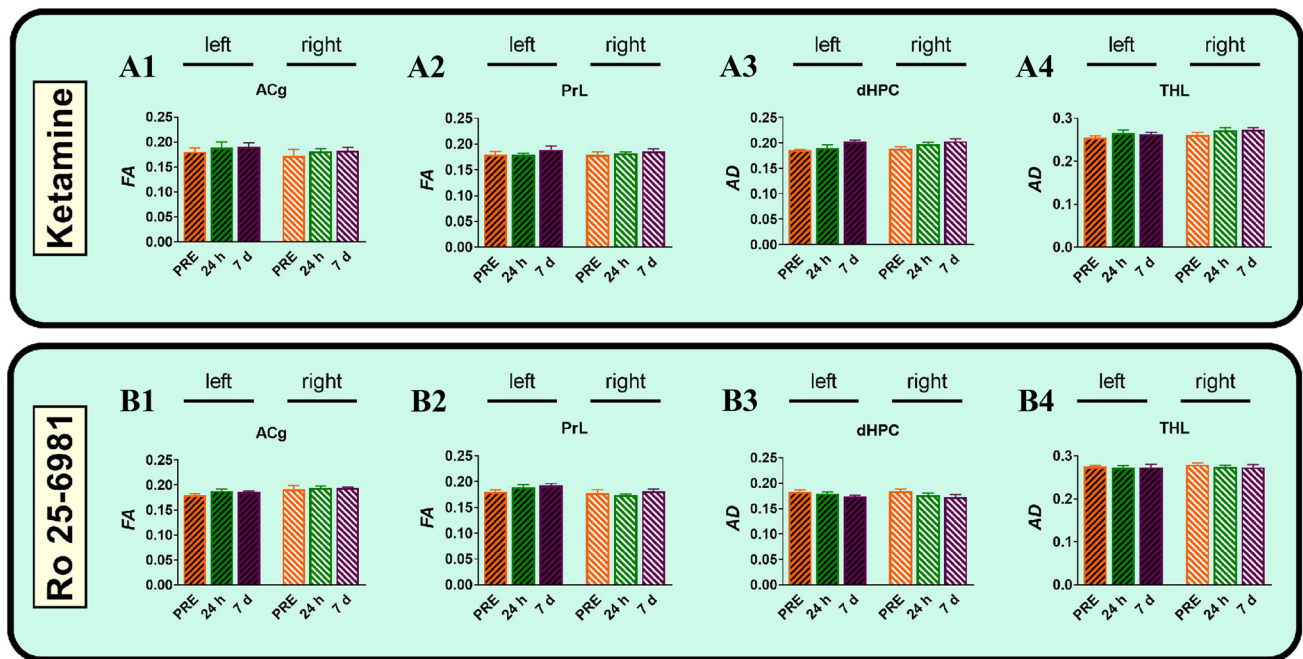 Ketamine
left right left right left right left right
A1 A2 A3 A4
ACg PrL dHPC THL
0.25 0.25 0.25 0.3
0.20 0.20 0.20 0.2
0.15 0.15 0.15 0.1
0.10 0.10 0.10 0.0
0.05 0.05 0.05
0.00 0.00 0.00
FA FA AD AD
PRE 24 h 7 d PRE 24 h 7 d PRE 24 h 7 d PRE 24 h 7 d PRE 24 h 7 d PRE 24 h 7 d PRE 24 h 7 d PRE 24 h 7 d
Ro 25-6981
left right left right left right left right
B1 B2 B3 B4
ACg PrL dHPC THL
0.25 0.25 0.25 0.3
0.20 0.20 0.20 0.2
0.15 0.15 0.15 0.1
0.10 0.10 0.10 0.0
0.05 0.05 0.05
0.00 0.00 0.00
FA FA AD AD
PRE 24 h 7 d PRE 24 h 7 d PRE 24 h 7 d PRE 24 h 7 d PRE 24 h 7 d PRE 24 h 7 d PRE 24 h 7 d PRE 24 h 7 d